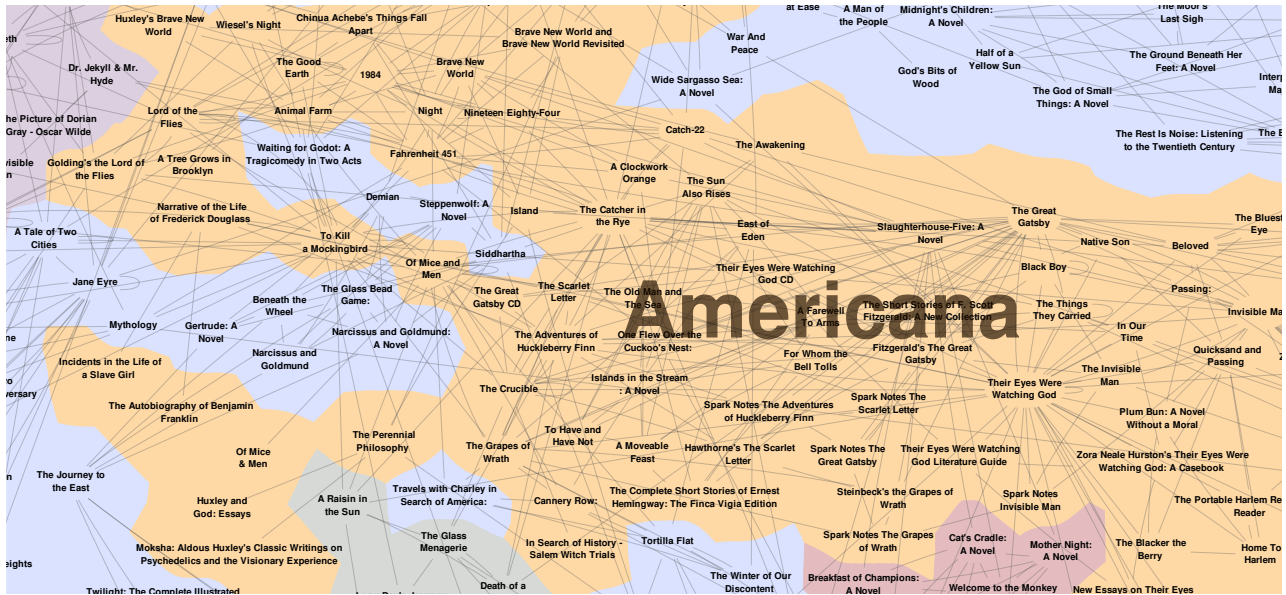 Huxley's Brave New
World
Wiesel's Night
Chinua Achebe's Things Fall
Apart
Brave New World and
Brave New World Revisited
at Ease
A Man of
the People
Midnight's Children:
A Novel
The Moor's
Last Sigh
eth
Dr. Jekyll & Mr.
Hyde
The Good
Earth
1984
Brave New
World
War And
Peace
Wide Sargasso Sea:
A Novel
God's Bits of
Wood
Half of a
Yellow Sun
The Ground Beneath Her
Feet: A Novel
The God of Small
Things: A Novel
Interp
Ma
he Picture of Dorian
Gray - Oscar Wilde
Lord of the
Flies
Animal Farm
Night
Nineteen Eighty-Four
Catch-22
The Awakening
The Rest Is Noise: Listening
to the Twentieth Century
The B
visible
n
Golding's the Lord of
the Flies
A Tree Grows in
Brooklyn
Waiting for Godot: A
Tragicomedy in Two Acts
Fahrenheit 451
A Clockwork
Orange
The Sun
Also Rises
Demian
Steppenwolf: A
Novel
Island
The Catcher in
the Rye
East of
Eden
Slaughterhouse-Five: A
Novel
The Great
Gatsby
Native Son
Beloved
The Bluest
Eye
Narrative of the Life
of Frederick Douglass
A Tale of Two
Cities
To Kill
a Mockingbird
Of Mice and
Men
Siddhartha
Their Eyes Were Watching
God CD
Black Boy
Passing:
Jane Eyre
Beneath the
Wheel
The Glass Bead
Game:
The Great
Gatsby CD
The Scarlet
Letter
The Old Man and
The Sea
Americana
A Farewell
To Arms
The Short Stories of F. Scott
Fitzgerald: A New Collection
The Things
They Carried
In Our
Time
Invisible Ma
Mythology
Gertrude: A
Novel
Narcissus and Goldmund:
A Novel
Narcissus and
Goldmund
The Adventures of
Huckleberry Finn
One Flew Over the
Cuckoo's Nest:
For Whom the
Bell Tolls
Fitzgerald's The Great
Gatsby
Quicksand and
Passing
ne
Incidents in the Life of
a Slave Girl
The Crucible
Islands in the Stream
: A Novel
Their Eyes Were
Watching God
The Invisible
Man
versary
The Autobiography of Benjamin
Franklin
Spark Notes The Adventures
of Huckleberry Finn
Spark Notes The
Scarlet Letter
Plum Bun: A Novel
Without a Moral
The Perennial
Philosophy
The Grapes of
Wrath
To Have and
Have Not
A Moveable
Feast
Hawthorne's The Scarlet
Letter
Spark Notes The
Great Gatsby
Their Eyes Were Watching
God Literature Guide
Zora Neale Hurston's Their Eyes Were
Watching God: A Casebook
Of Mice
& Men
n
The Journey to
the East
Huxley and
God: Essays
A Raisin in
the Sun
Travels with Charley in
Search of America:
Cannery Row:
The Complete Short Stories of Ernest
Hemingway: The Finca Vigia Edition
Steinbeck's the Grapes of
Wrath
Spark Notes
Invisible Man
The Portable Harlem Re
Reader
Moksha: Aldous Huxley's Classic Writings on
Psychedelics and the Visionary Experience
The Glass
Menagerie
In Search of History -
Salem Witch Trials
Tortilla Flat
Spark Notes The Grapes
of Wrath
Cat's Cradle:
A Novel
Mother Night:
A Novel
The Blacker the
Berry
Home To
Harlem
eights
Twilight: The Complete Illustrated
Death of a
The Winter of Our
Discontent
Breakfast of Champions:
A Novel
Welcome to the Monkey
New Essays on Their Eyes